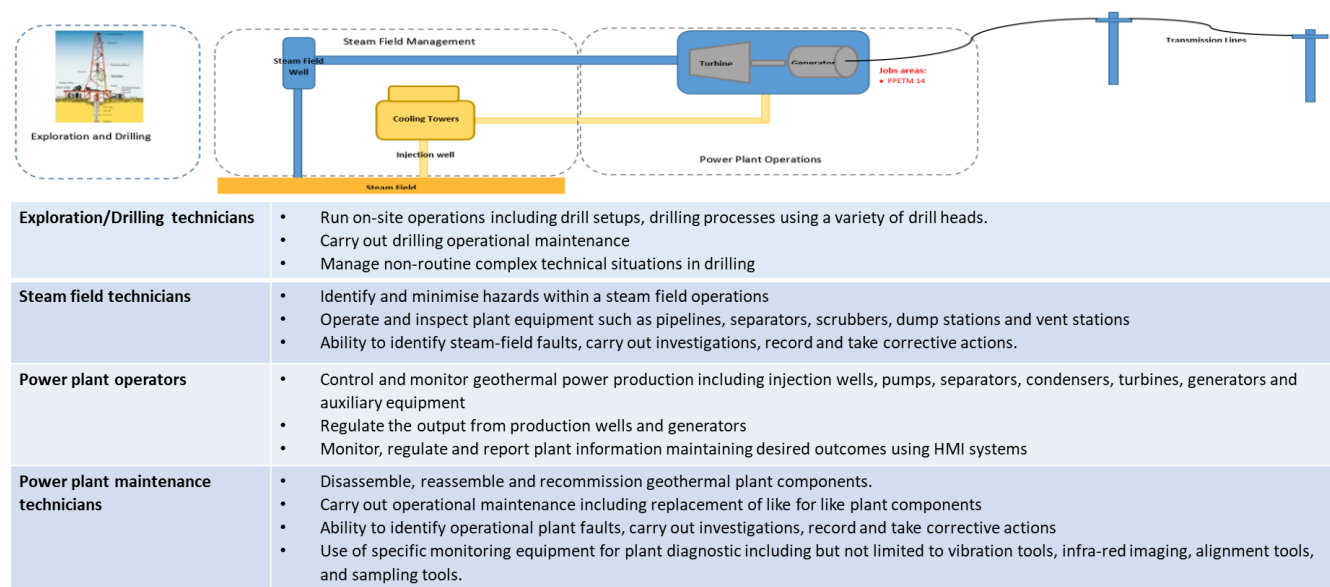 Steam Field Management
Transmission Lines
Steam Field
Well
Turbine
Generator
Jobs areas:
• PPETM 14
Cooling Towers
Exploration and Drilling
Injection well
Power Plant Operations
Steam Field
Exploration/Drilling technicians
• Run on-site operations including drill setups, drilling processes using a variety of drill heads.
• Carry out drilling operational maintenance
• Manage non-routine complex technical situations in drilling
Steam field technicians
• Identify and minimise hazards within a steam field operations
• Operate and inspect plant equipment such as pipelines, separators, scrubbers, dump stations and vent stations
• Ability to identify steam-field faults, carry out investigations, record and take corrective actions.
Power plant operators
• Control and monitor geothermal power production including injection wells, pumps, separators, condensers, turbines, generators and
auxiliary equipment
• Regulate the output from production wells and generators
• Monitor, regulate and report plant information maintaining desired outcomes using HMI systems
Power plant maintenance
technicians
• Disassemble, reassemble and recommission geothermal plant components.
• Carry out operational maintenance including replacement of like for like plant components
• Ability to identify operational plant faults, carry out investigations, record and take corrective actions
• Use of specific monitoring equipment for plant diagnostic including but not limited to vibration tools, infra-red imaging, alignment tools,
and sampling tools.